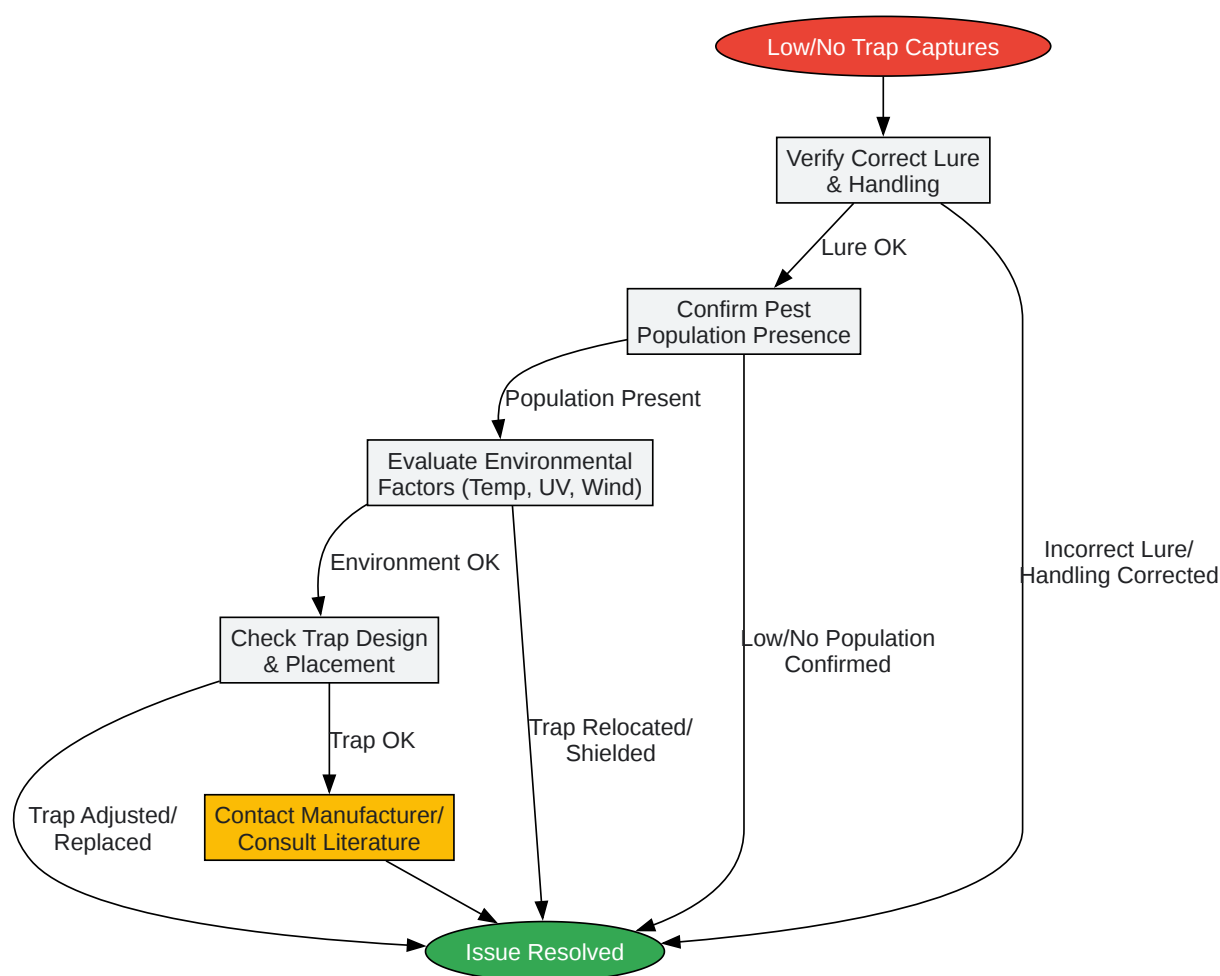 Low/No Trap Captures
Verify Correct Lure
& Handling
Lure OK
Confirm Pest
Population Presence
Population Present
Evaluate Environmental
Factors (Temp, UV, Wind)
Environment OK
Incorrect Lure/
Handling Corrected
Check Trap Design
& Placement
Low/No Population
Confirmed
Trap Relocated/
Shielded
Trap OK
Trap Adjusted/
Replaced
Contact Manufacturer/
Consult Literature
Issue Resolved